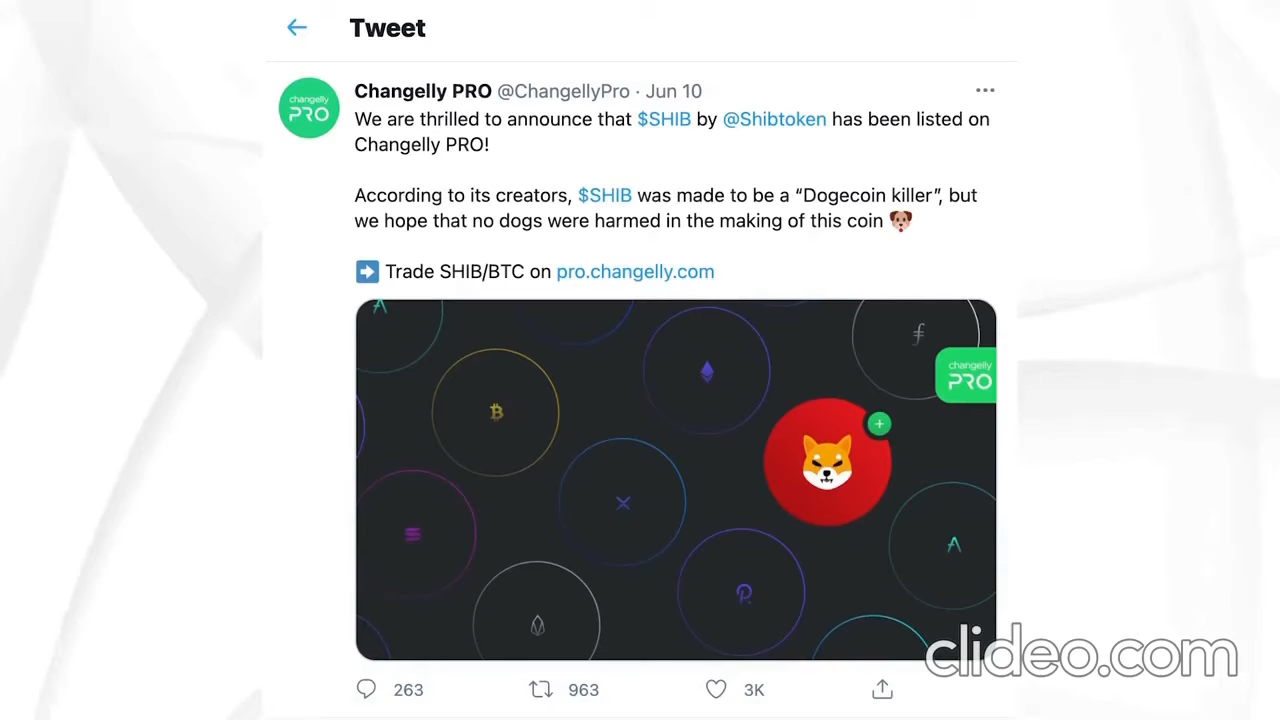 Tweet
Changelly PRO @ChangellyPro · Jun 10
We are thrilled to announce that $SHIB by @Shibtoken has been listed on
Changelly PRO!
According to its creators, $SHIB was made to be a “Dogecoin killer”, but
we hope that no dogs were harmed in the making of this coin
Trade SHIB/BTC on pro.changelly.com
changelly
PRO
changelly
PRO
263
963
3K
clideo.com